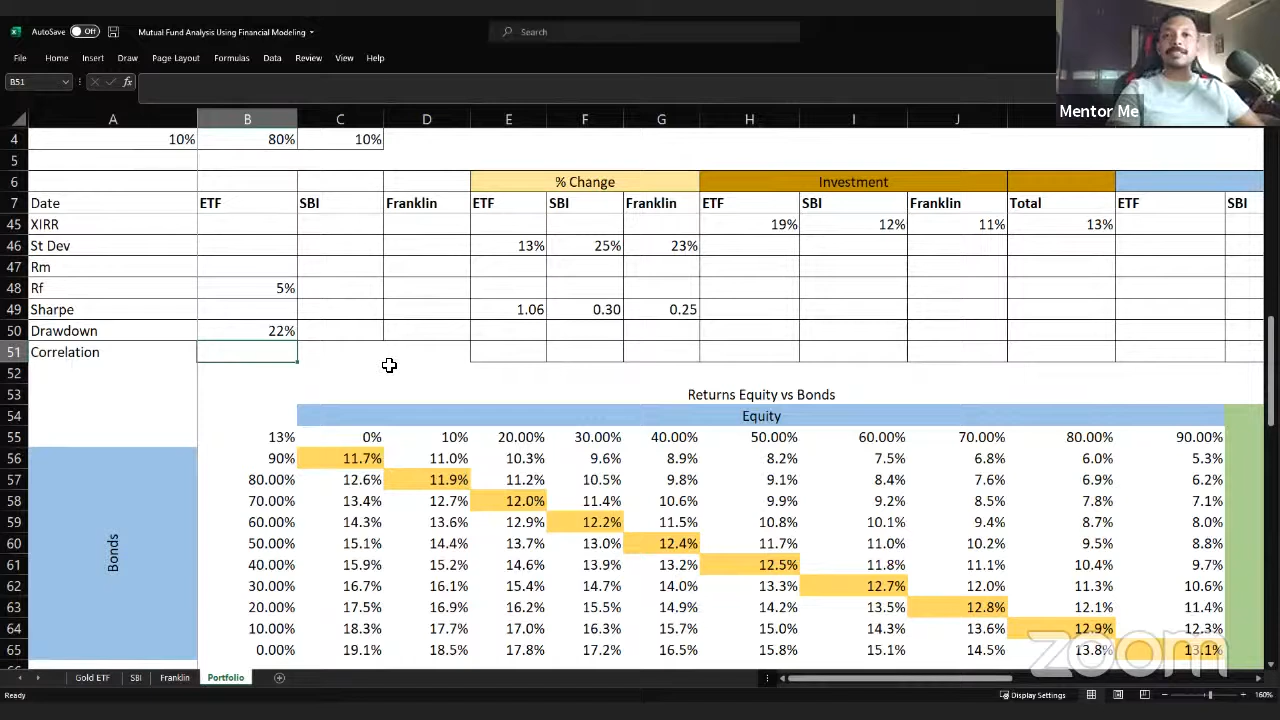 AutoSave Off Mutual Fund Analysis Using Financial Modeling Search
File Home Insert Draw Page Layout Formulas Data Review View Help
B51 fx
Mentor Me
A B C D E F G H I J
4 10% 80% 10%
5
6 % Change Investment
7 Date ETF SBI Franklin ETF SBI Franklin ETF SBI Franklin Total ETF SBI
45 XIRR 19% 12% 11% 13%
46 St Dev 13% 25% 23%
47 Rm
48 Rf 5%
49 Sharpe 1.06 0.30 0.25
50 Drawdown 22%
51 Correlation
52
53 Returns Equity vs Bonds
54 Equity
55 13% 0% 10% 20.00% 30.00% 40.00% 50.00% 60.00% 70.00% 80.00% 90.00%
56 90% 11.7% 11.0% 10.3% 9.6% 8.9% 8.2% 7.5% 6.8% 6.0% 5.3%
57 80.00% 12.6% 11.9% 11.2% 10.5% 9.8% 9.1% 8.4% 7.6% 6.9% 6.2%
58 70.00% 13.4% 12.7% 12.0% 11.4% 10.6% 9.9% 9.2% 8.5% 7.8% 7.1%
59 60.00% 14.3% 13.6% 12.9% 12.2% 11.5% 10.8% 10.1% 9.4% 8.7% 8.0%
60 50.00% 15.1% 14.4% 13.7% 13.0% 12.4% 11.7% 11.0% 10.2% 9.5% 8.8%
61 40.00% 15.9% 15.2% 14.6% 13.9% 13.2% 12.5% 11.8% 11.1% 10.4% 9.7%
62 30.00% 16.7% 16.1% 15.4% 14.7% 14.0% 13.3% 12.7% 12.0% 11.3% 10.6%
63 20.00% 17.5% 16.9% 16.2% 15.5% 14.9% 14.2% 13.5% 12.8% 12.1% 11.4%
64 10.00% 18.3% 17.7% 17.0% 16.3% 15.7% 15.0% 14.3% 13.6% 12.9% 12.3%
65 0.00% 19.1% 18.5% 17.8% 17.2% 16.5% 15.8% 15.1% 14.5% 13.8% 13.1%
Bonds
zoom
Gold ETF SBI Franklin Portfolio
Ready Display Settings 160%